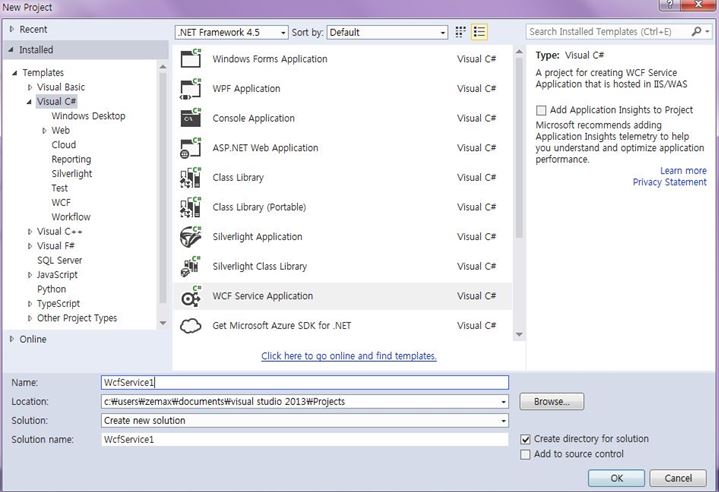 New Project
Recent
.NET Framework 4.5
Sort by: Default
Search Installed Templates (Ctrl+E)
Installed
Templates
Visual Basic
Visual C#
Windows Desktop
Web
Cloud
Reporting
Silverlight
Test
WCF
Workflow
Visual C++
Visual F#
SQL Server
JavaScript
Python
TypeScript
Other Project Types
Online
Windows Forms Application Visual C#
WPF Application Visual C#
Console Application Visual C#
ASP.NET Web Application Visual C#
Class Library Visual C#
Class Library (Portable) Visual C#
Silverlight Application Visual C#
Silverlight Class Library Visual C#
WCF Service Application Visual C#
Get Microsoft Azure SDK for .NET Visual C#
Click here to go online and find templates.
Type: Visual C#
A project for creating WCF Service
Application that is hosted in IIS/WAS
Add Application Insights to Project
Microsoft recommends adding
Application Insights telemetry to help
you understand and optimize application
performance.
Learn more
Privacy Statement
Name: WcfService1
Location: c:₩users₩zemax₩documents₩visual studio 2013₩Projects
Browse...
Solution: Create new solution
Solution name: WcfService1
Create directory for solution
Add to source control
OK
Cancel